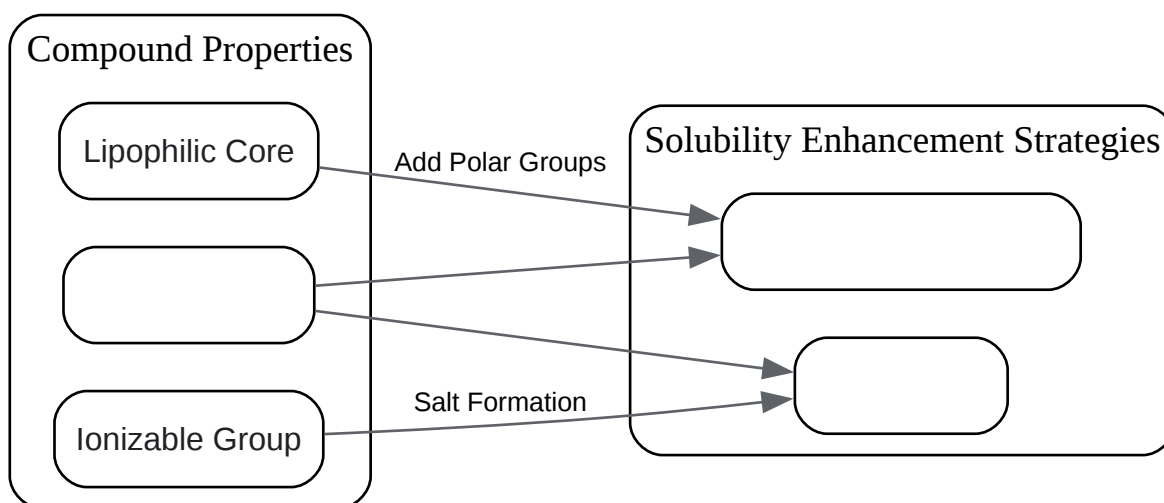 Compound Properties
Lipophilic Core
Ionizable Group
Add Polar Groups
Salt Formation
Solubility Enhancement Strategies